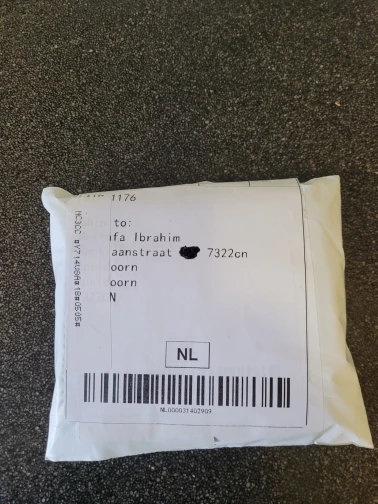 1176
to:
fa Ibrahim
aanstraat 7322cn
oorn
oorn
N
NL
NL000031402909